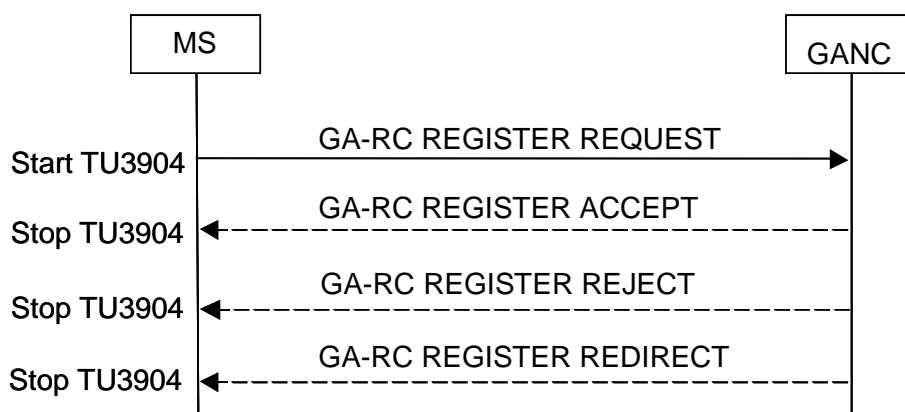 MS
GANC
GA-RC REGISTER REQUEST
Start TU3904
GA-RC REGISTER ACCEPT
Stop TU3904
GA-RC REGISTER REJECT
Stop TU3904
GA-RC REGISTER REDIRECT
Stop TU3904